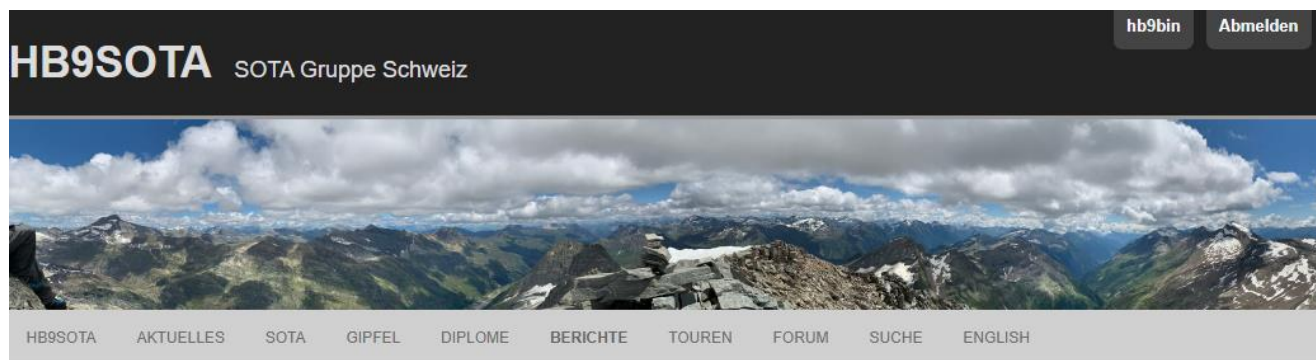 hb9bin Abmelden
HB9SOTA SOTA Gruppe Schweiz
HB9SOTA AKTUELLES SOTA GIPFEL DIPLOME BERICHTE TOUREN FORUM SUCHE ENGLISH